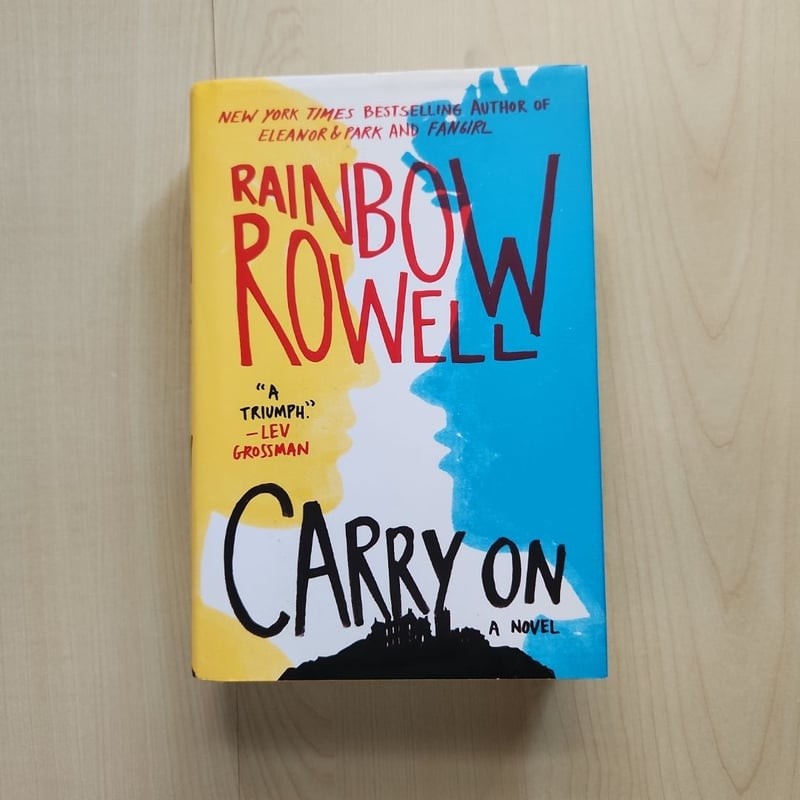 NEW YORK TIMES BESTSELLING AUTHOR OF
ELEANOR & PARK AND FANGIRL
RAINBOW
ROWELL
“A
TRIUMPH.”
—LEV
GROSSMAN
CARRY ON
A NOVEL